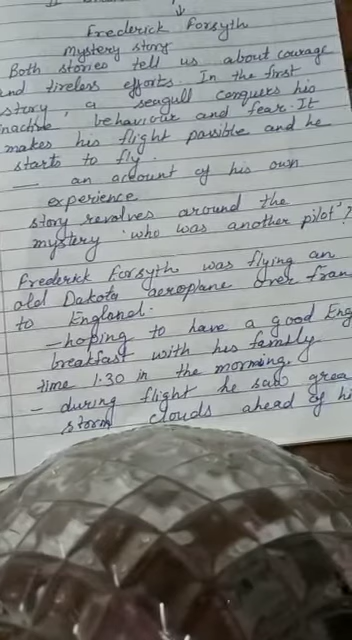 Frederick Forsyth
mystery story
Both stories tell us about courage
and tireless efforts. In the first
story, a seagull conquers his
inactive behaviour and fear. It
makes his flight possible and he
starts to fly.
— an account of his own
experience
story revolves around the
mystery 'who was another pilot'?
Frederick Forsyth was flying an
old Dakota aeroplane over
to England.
— hoping to have a good
breakfast with his family
time 1:30 in the morning.
— during flight he saw
storm clouds ahead of